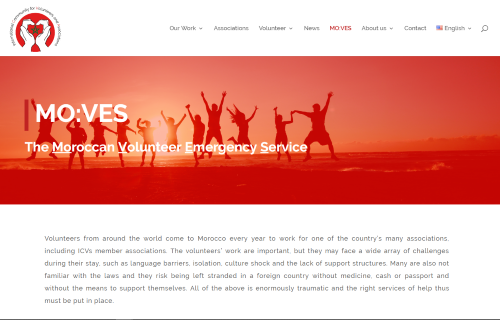 Our Work
Associations
Volunteer
News
MO:VES
About us
Contact
English
MO:VES
The Moroccan Volunteer Emergency Service
Volunteers from around the world come to Morocco every year to work for one of the country's many associations,
including ICVs member associations. The volunteers' work are important, but they may face a wide array of challenges
during their stay, such as language barriers, isolation, culture shock and the lack of support structures. Many are also not
familiar with the laws and they risk being left stranded in a foreign country without medicine, cash or passport and
without the means to support themselves. All of the above is enormously traumatic and the right services of help thus
must be put in place.